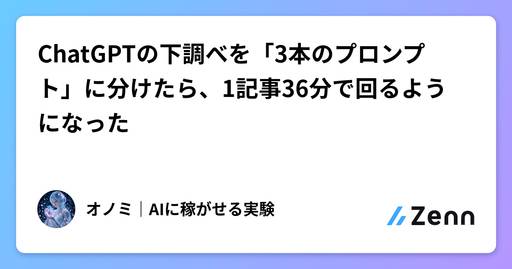 ChatGPTの下調べを「3本のプロンプ
ト」に分けたら、1記事36分で回るよう
になった
オノミ｜AIに稼がせる実験
Zenn